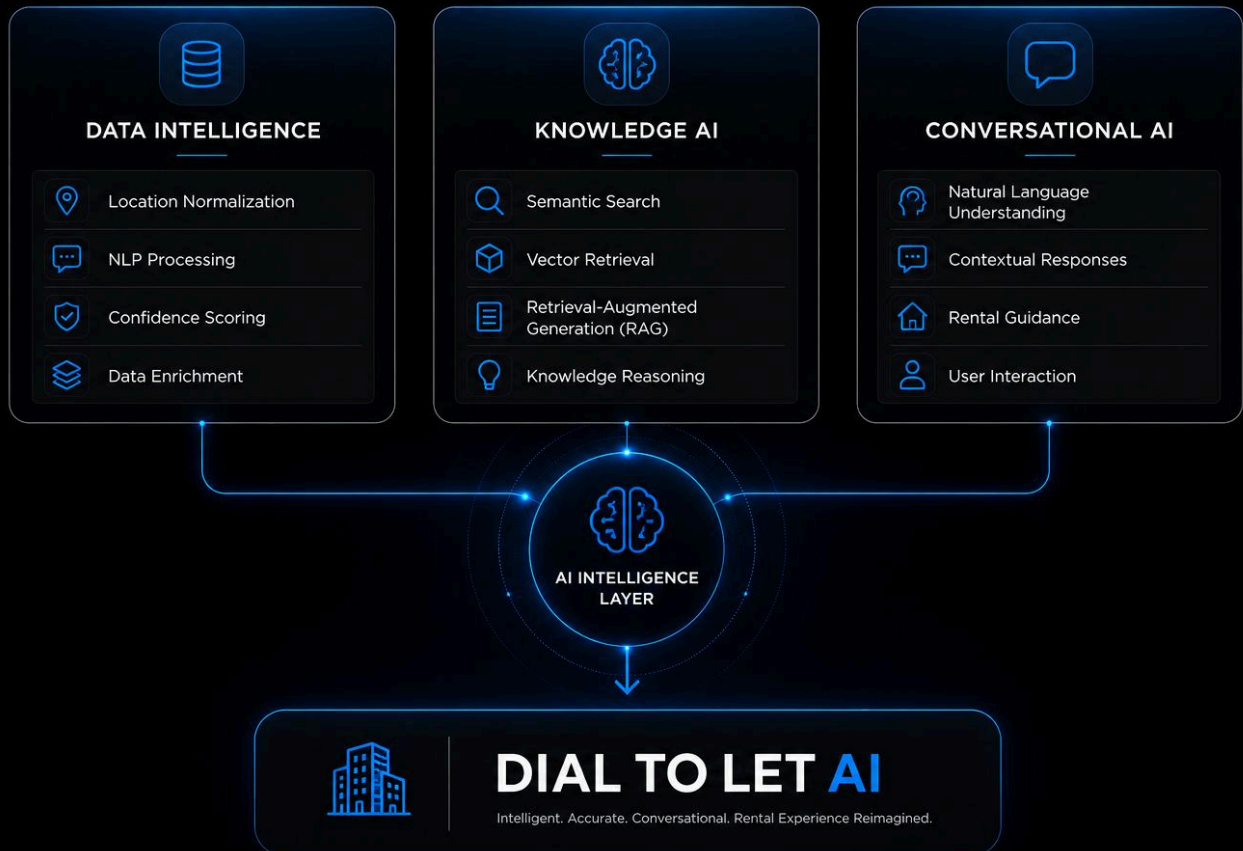 DATA INTELLIGENCE
Location Normalization
NLP Processing
Confidence Scoring
Data Enrichment
KNOWLEDGE AI
Semantic Search
Vector Retrieval
Retrieval-Augmented
Generation (RAG)
Knowledge Reasoning
CONVERSATIONAL AI
Natural Language
Understanding
Contextual Responses
Rental Guidance
User Interaction
AI INTELLIGENCE
LAYER
DIAL TO LET AI
Intelligent. Accurate. Conversational. Rental Experience Reimagined.